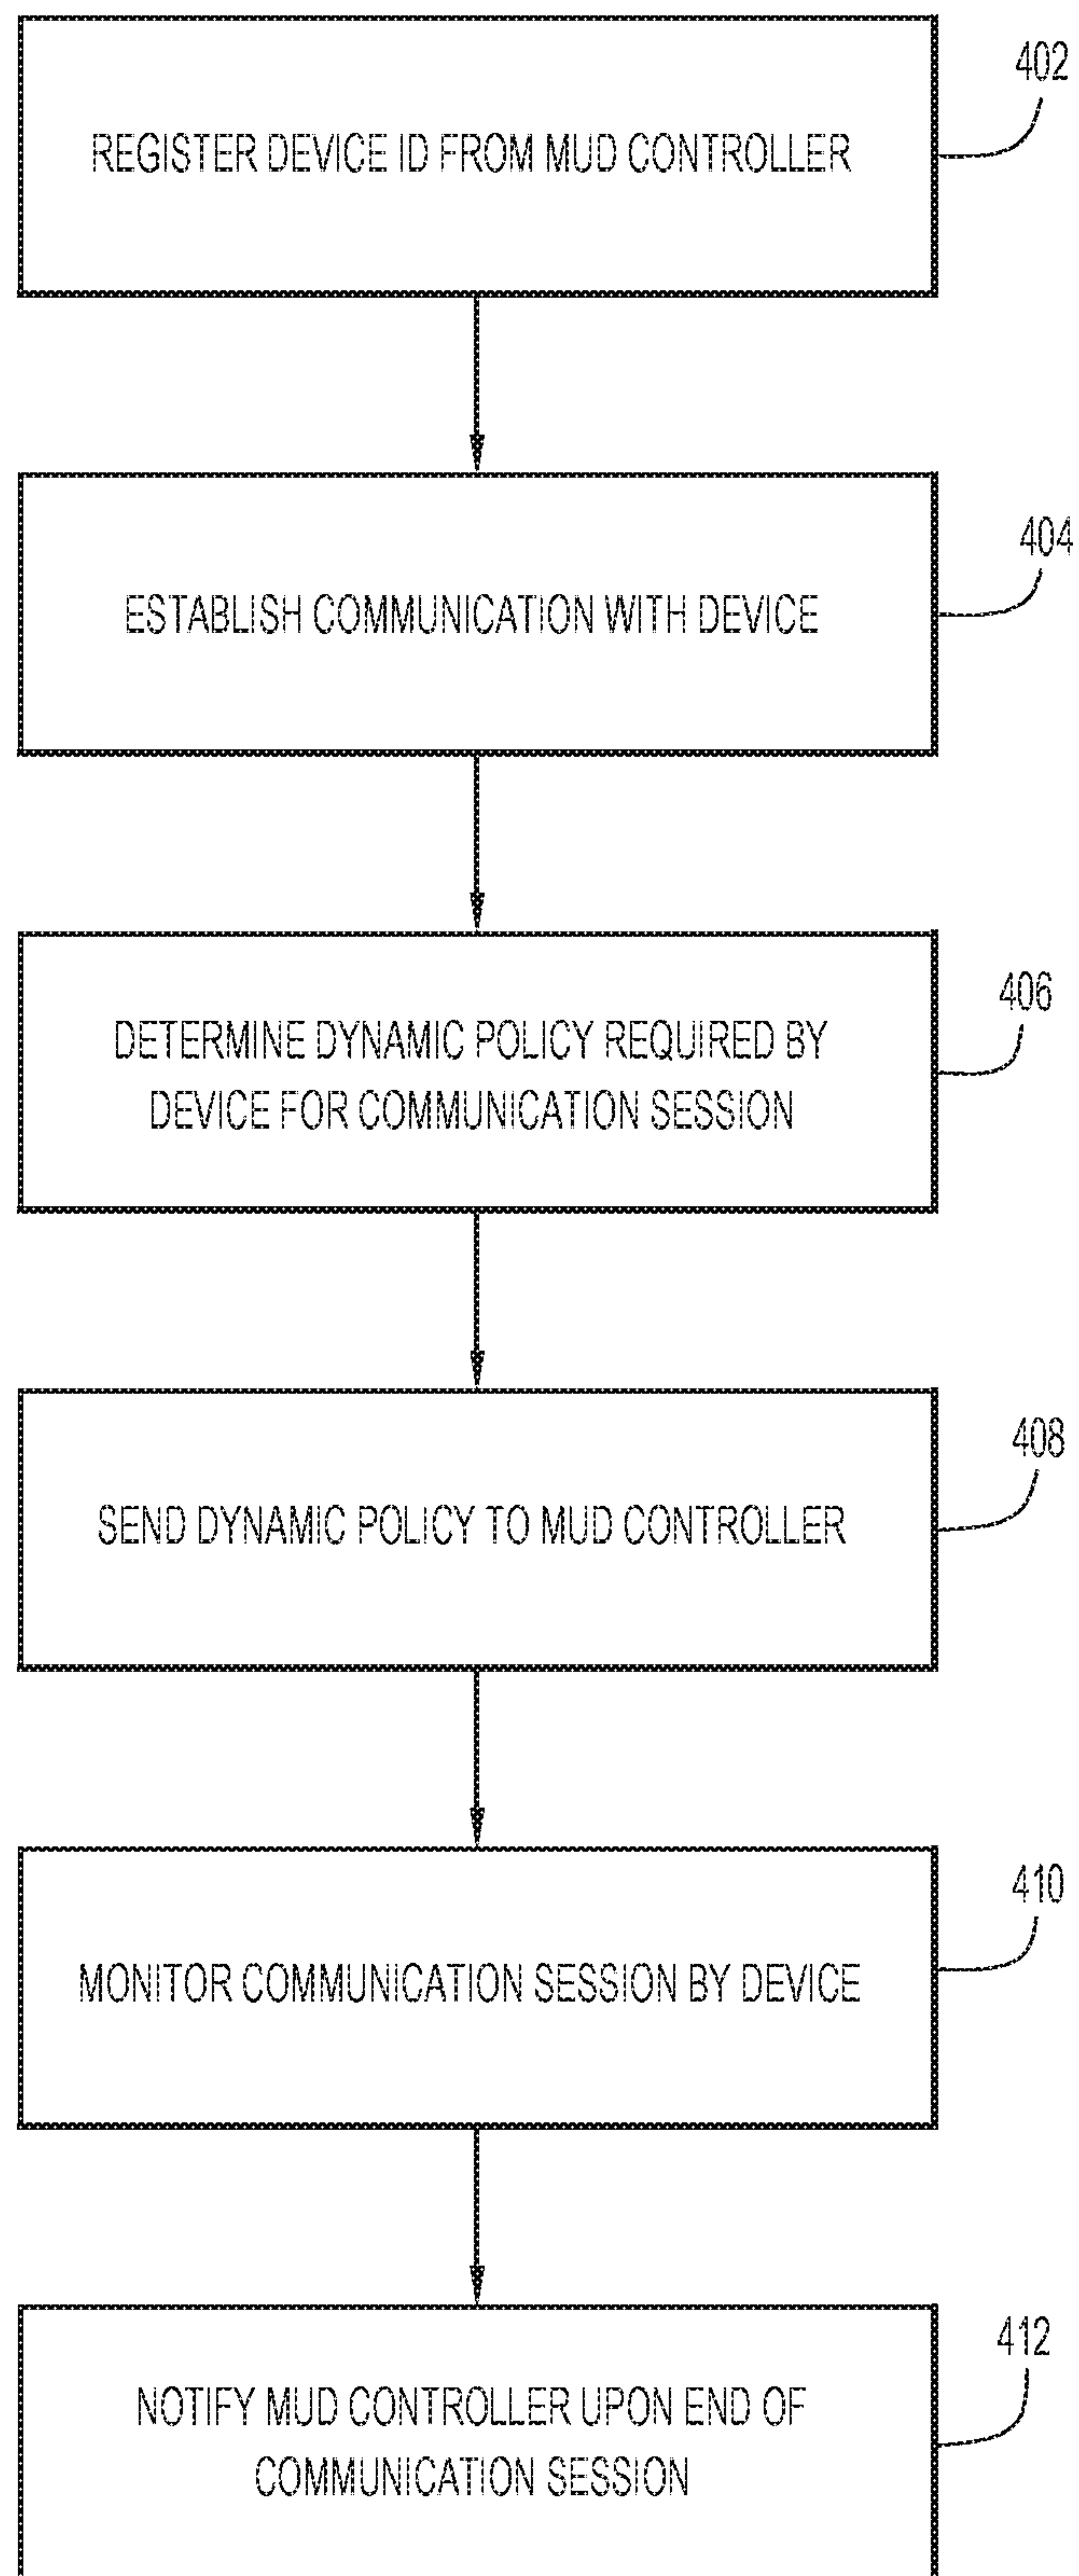 REGISTER DEVICE ID FROM MUD CONTROLLER
402
ESTABLISH COMMUNICATION WITH DEVICE
404
DETERMINE DYNAMIC POLICY REQUIRED BY
DEVICE FOR COMMUNICATION SESSION
406
SEND DYNAMIC POLICY TO MUD CONTROLLER
408
MONITOR COMMUNICATION SESSION BY DEVICE
410
NOTIFY MUD CONTROLLER UPON END OF
COMMUNICATION SESSION
412